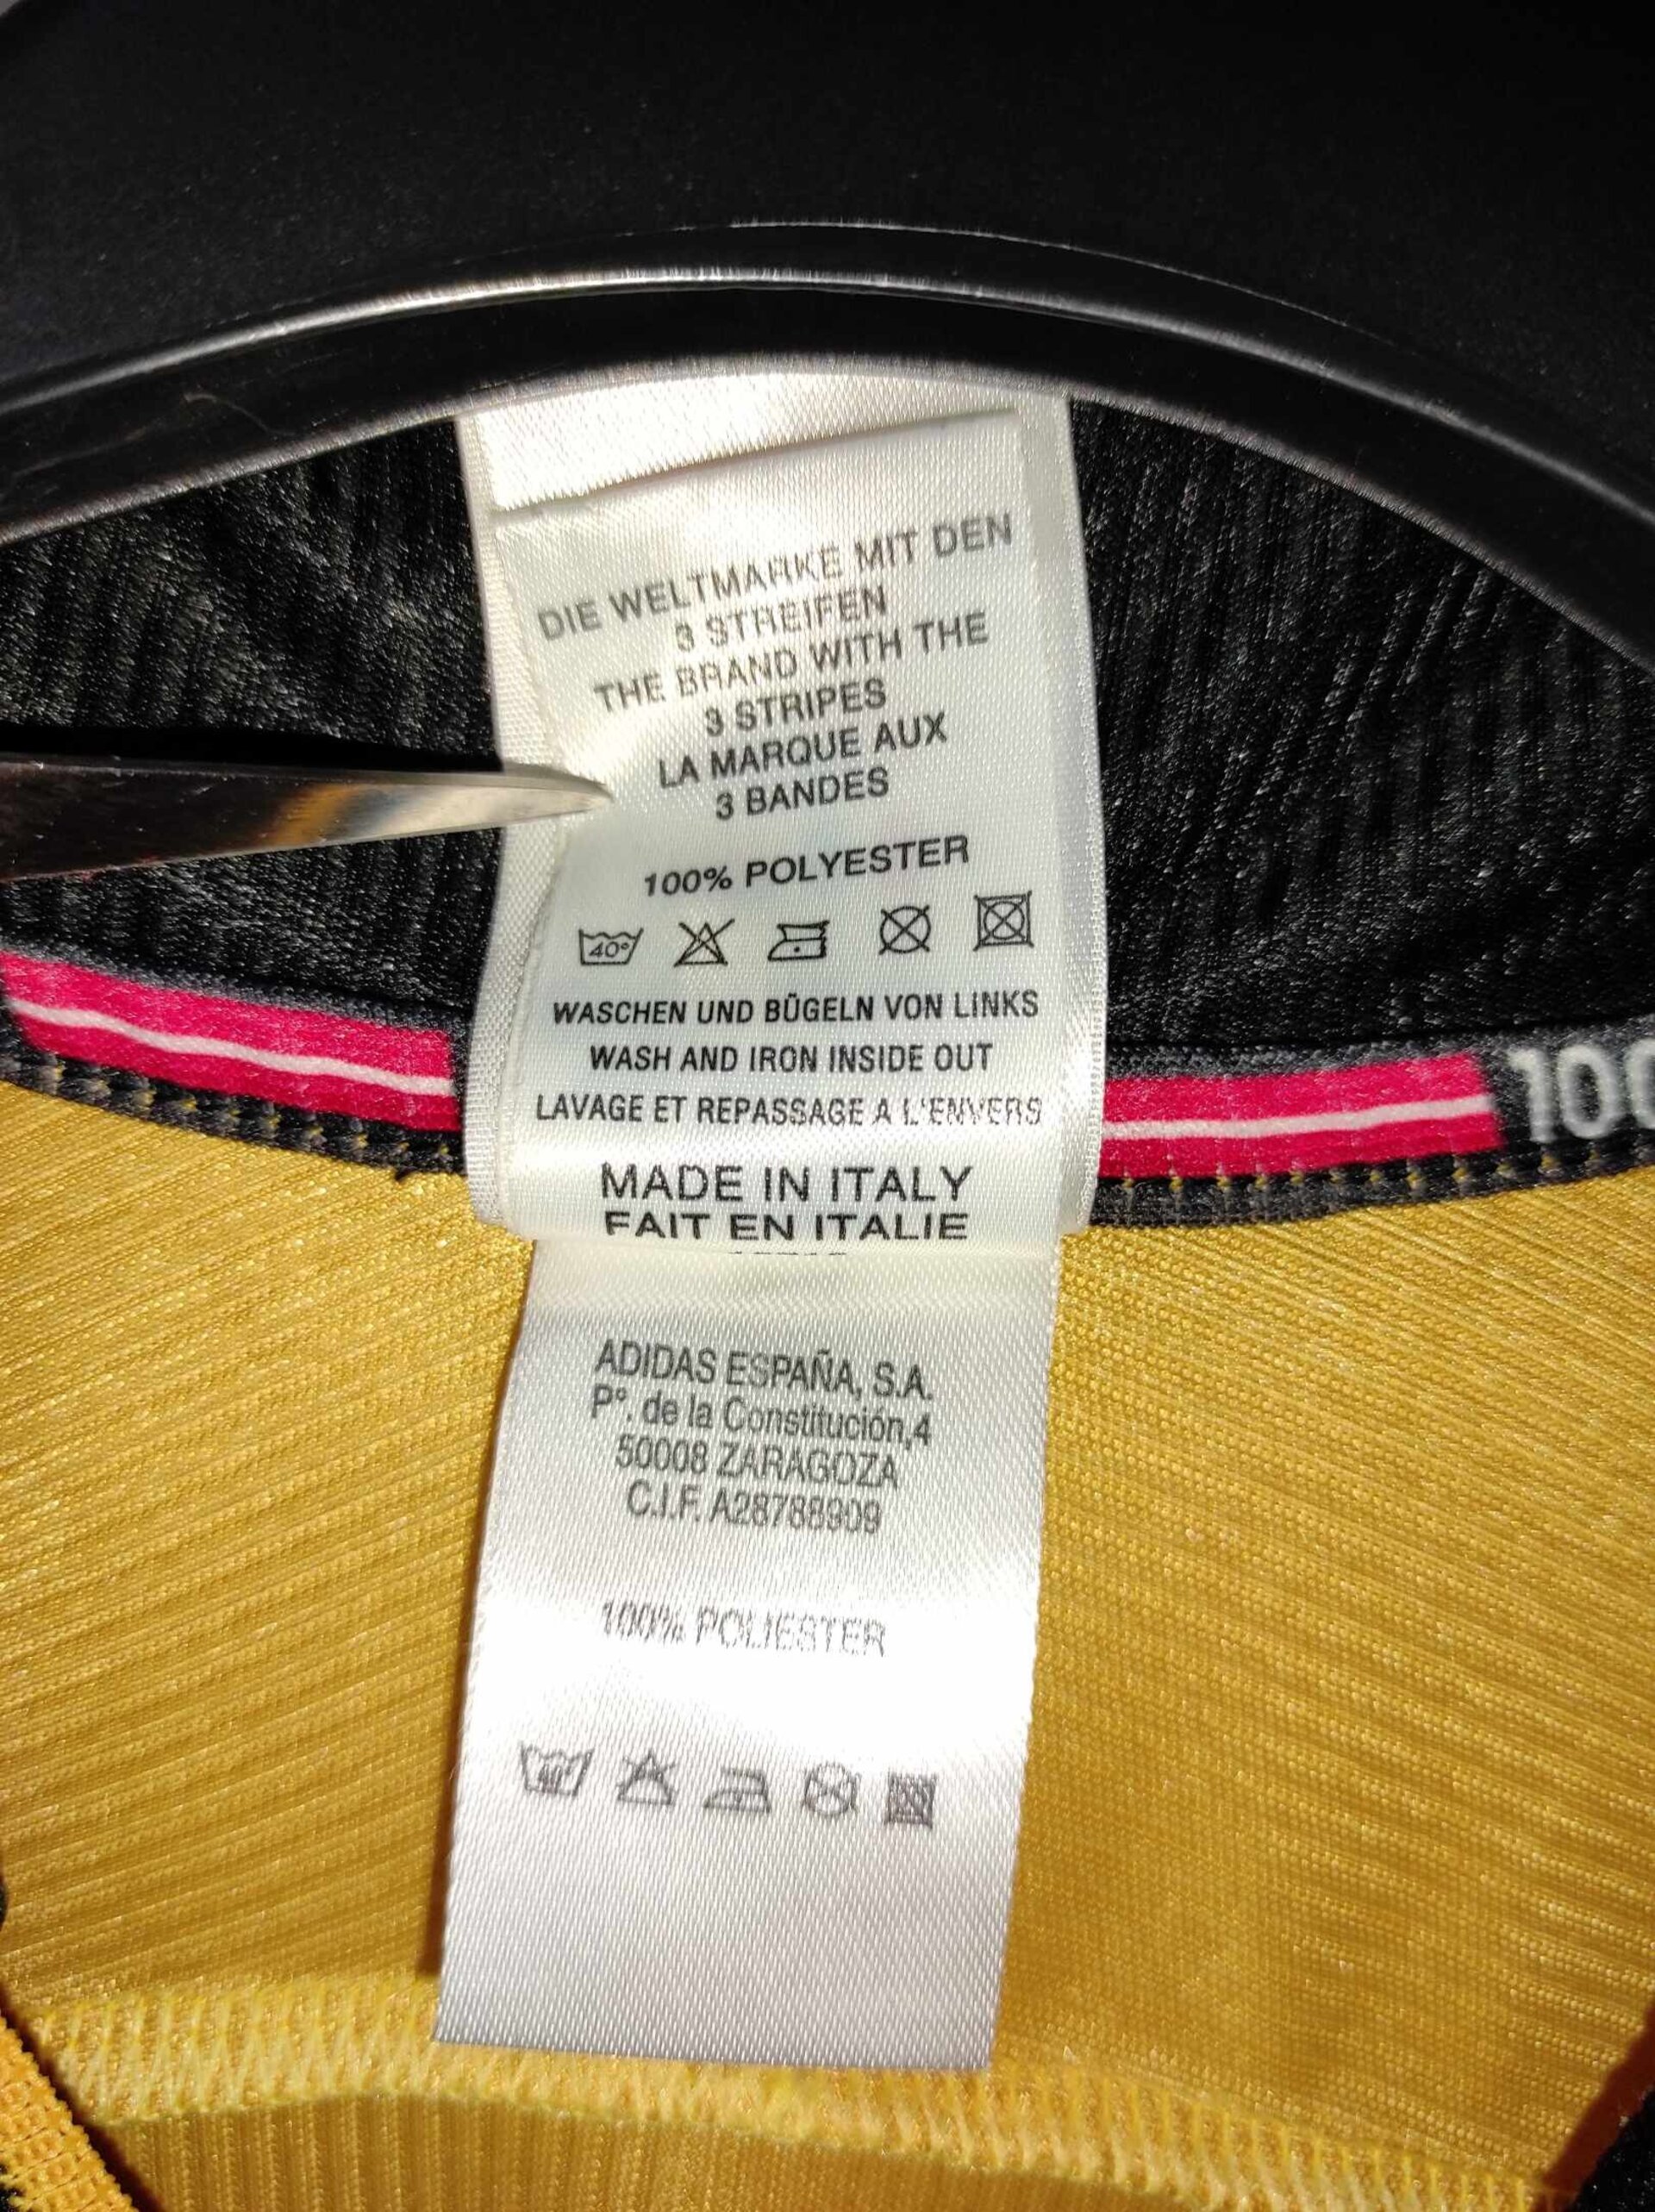 DIE WELTMARKE MIT DEN
3 STREIFEN
THE BRAND WITH THE
3 STRIPES
LA MARQUE AUX
3 BANDES
100% POLYESTER
40°
WASCHEN UND BÜGELN VON LINKS
WASH AND IRON INSIDE OUT
LAVAGE ET REPASSAGE A L'ENVERS
MADE IN ITALY
FAIT EN ITALIE
100
ADIDAS ESPAÑA, S.A.
Pº. de la Constitución,4
50008 ZARAGOZA
C.I.F. A28788909
100% POLIESTER